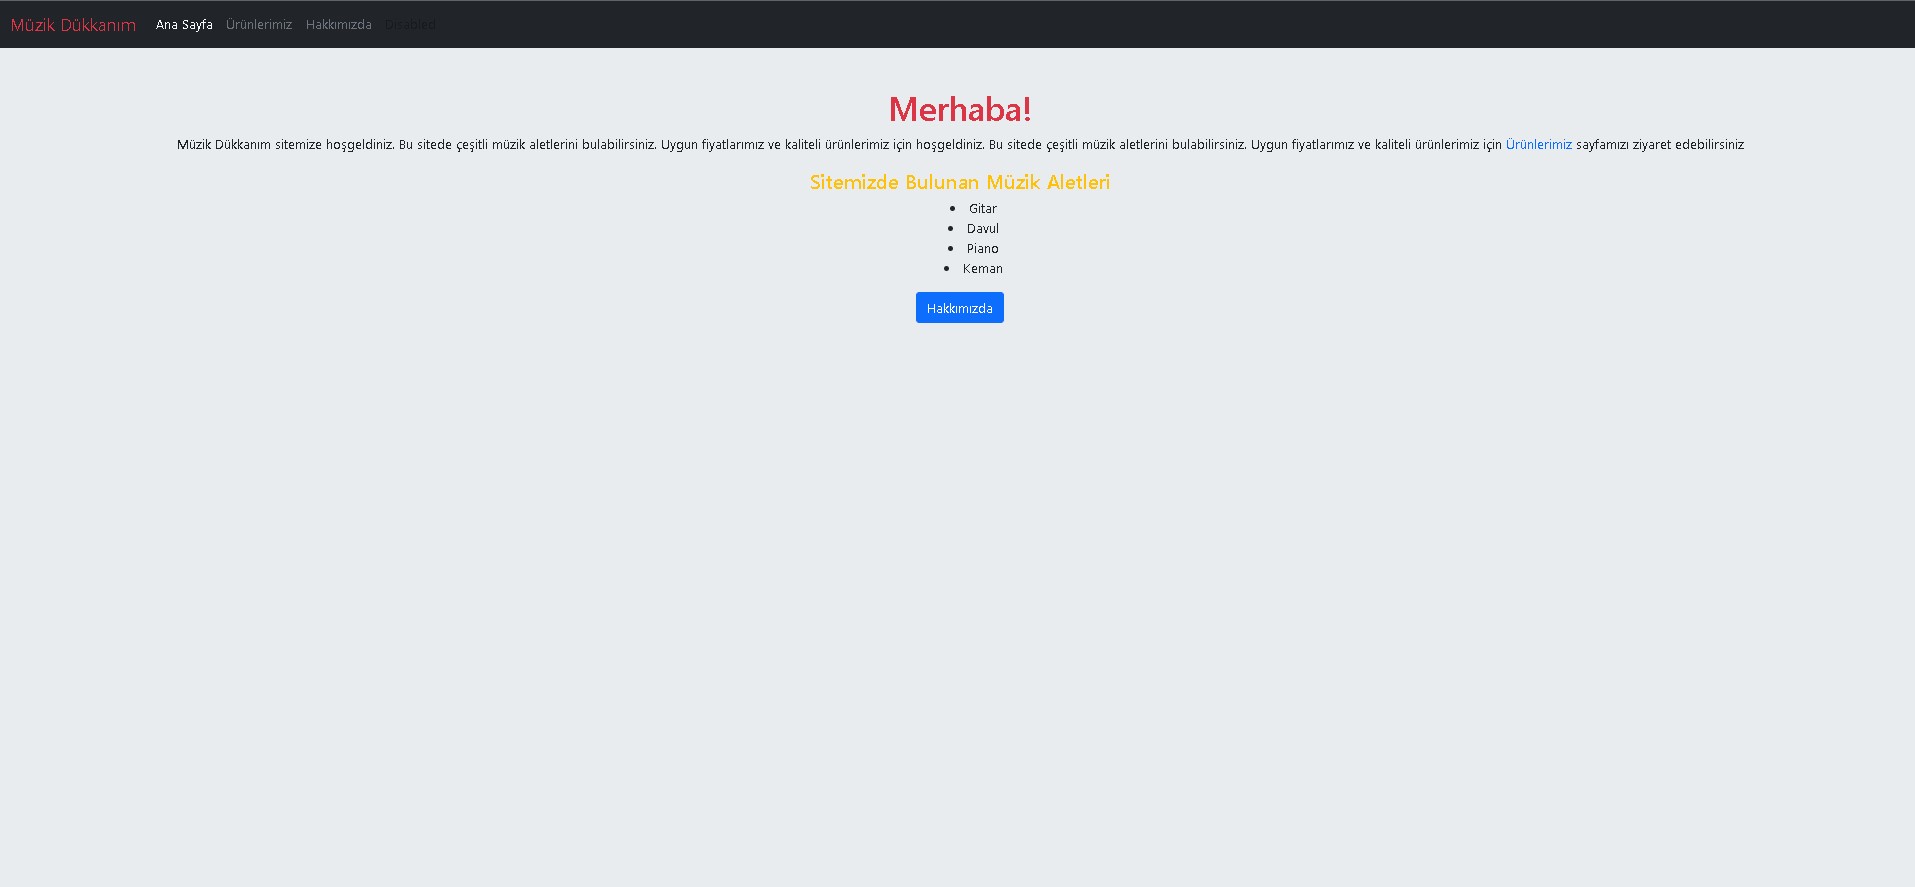 Müzik Dükkanım Ana Sayfa Ürünlerimiz Hakkımızda Disabled
Merhaba!
Müzik Dükkanım sitemize hoşgeldiniz. Bu sitede çeşitli müzik aletlerini bulabilirsiniz. Uygun fiyatlarımız ve kaliteli ürünlerimiz için hoşgeldiniz. Bu sitede çeşitli müzik aletlerini bulabilirsiniz. Uygun fiyatlarımız ve kaliteli ürünlerimiz için Ürünlerimiz sayfamızı ziyaret edebilirsiniz
Sitemizde Bulunan Müzik Aletleri
• Gitar
• Davul
• Piano
• Keman
Hakkımızda